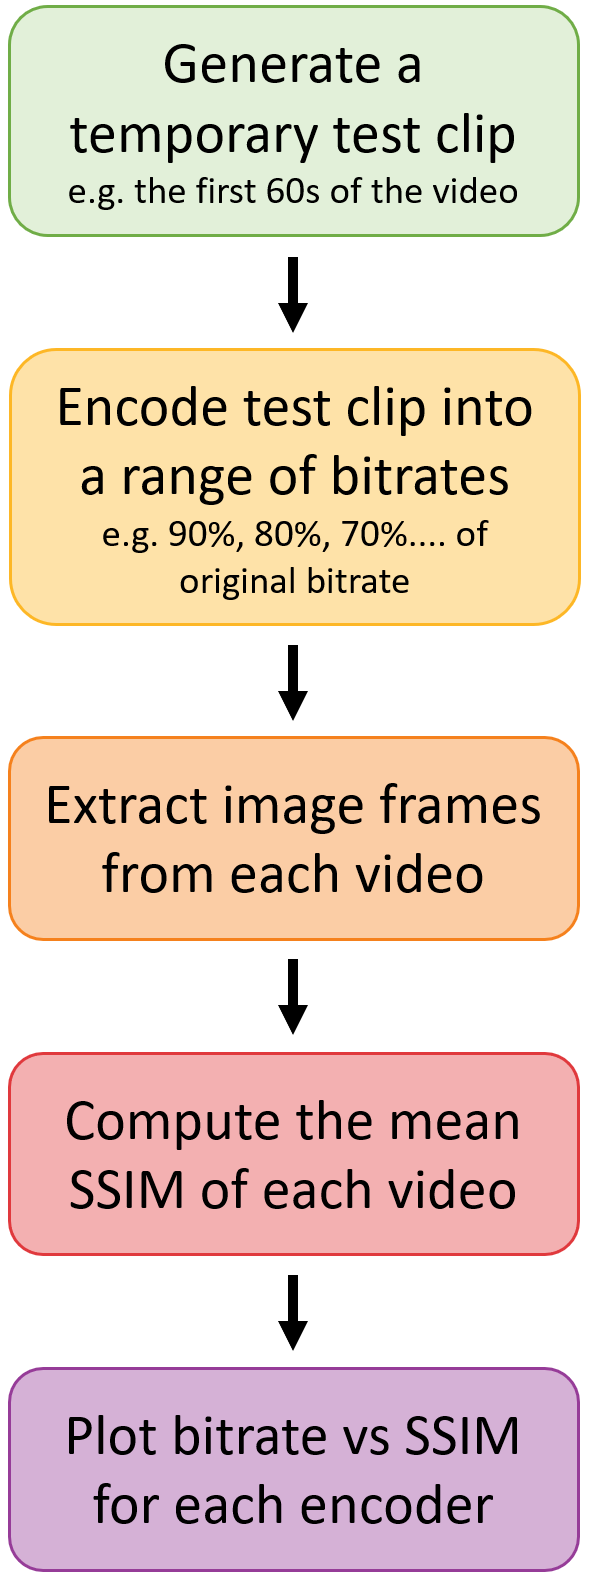 Generate a
temporary test clip
e.g. the first 60s of the video
Encode test clip into
a range of bitrates
e.g. 90%, 80%, 70%.... of
original bitrate
Extract image frames
from each video
Compute the mean
SSIM of each video
Plot bitrate vs SSIM
for each encoder